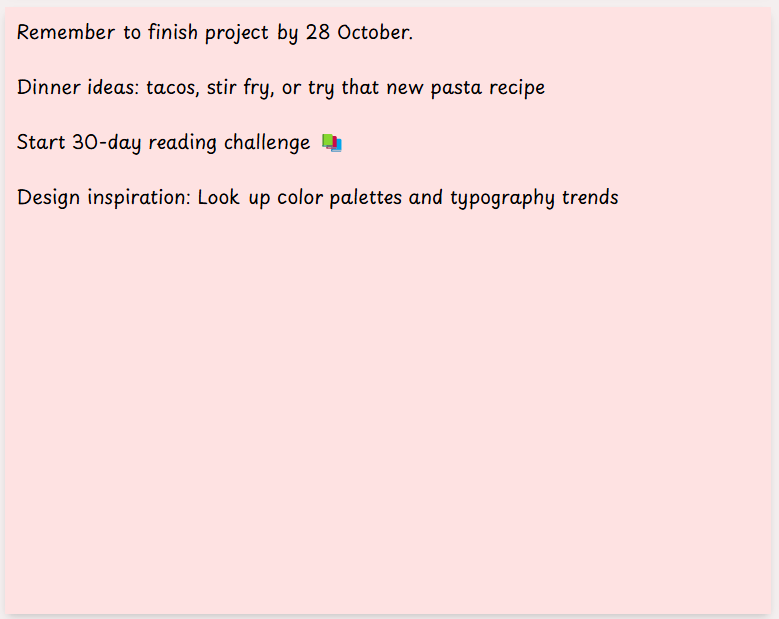 Remember to finish project by 28 October.
Dinner ideas: tacos, stir fry, or try that new pasta recipe
Start 30-day reading challenge 📚
Design inspiration: Look up color palettes and typography trends